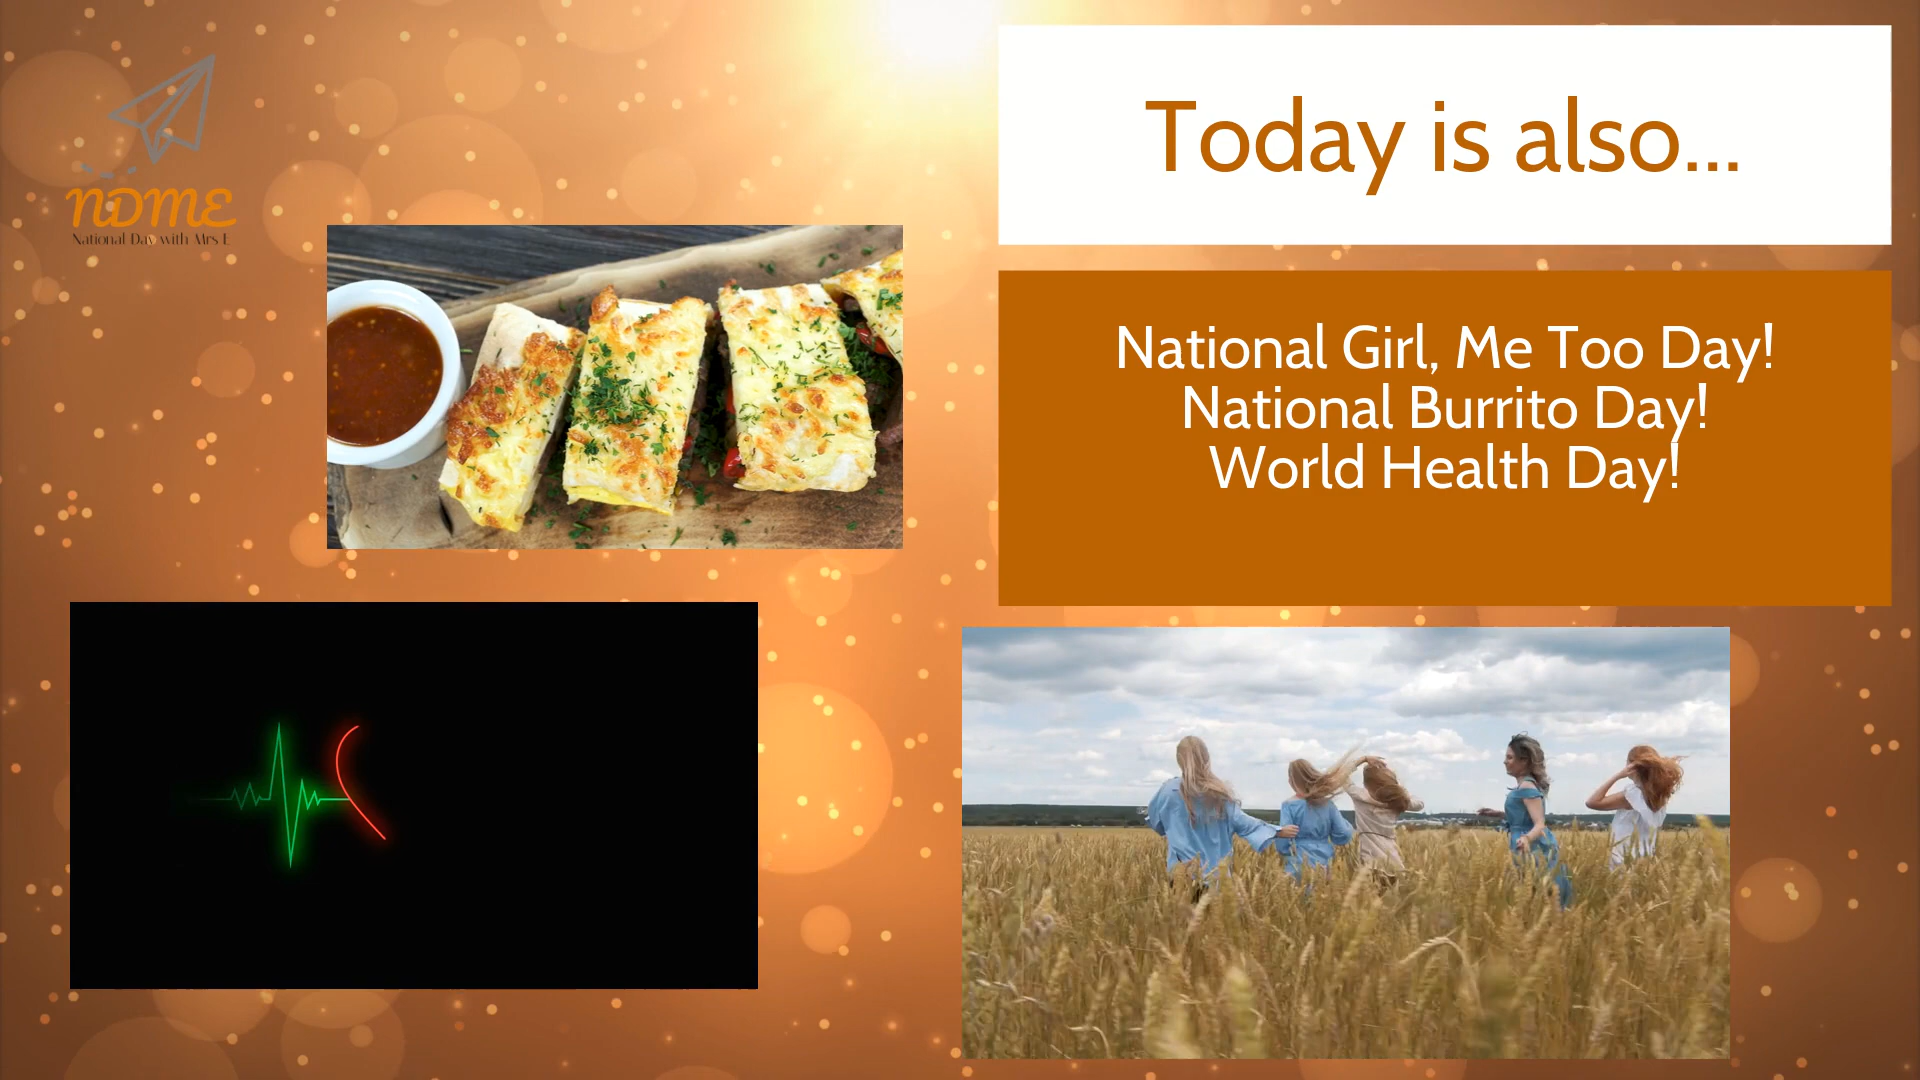 NDME
National Day with Mrs E
Today is also...
National Girl, Me Too Day!
National Burrito Day!
World Health Day!